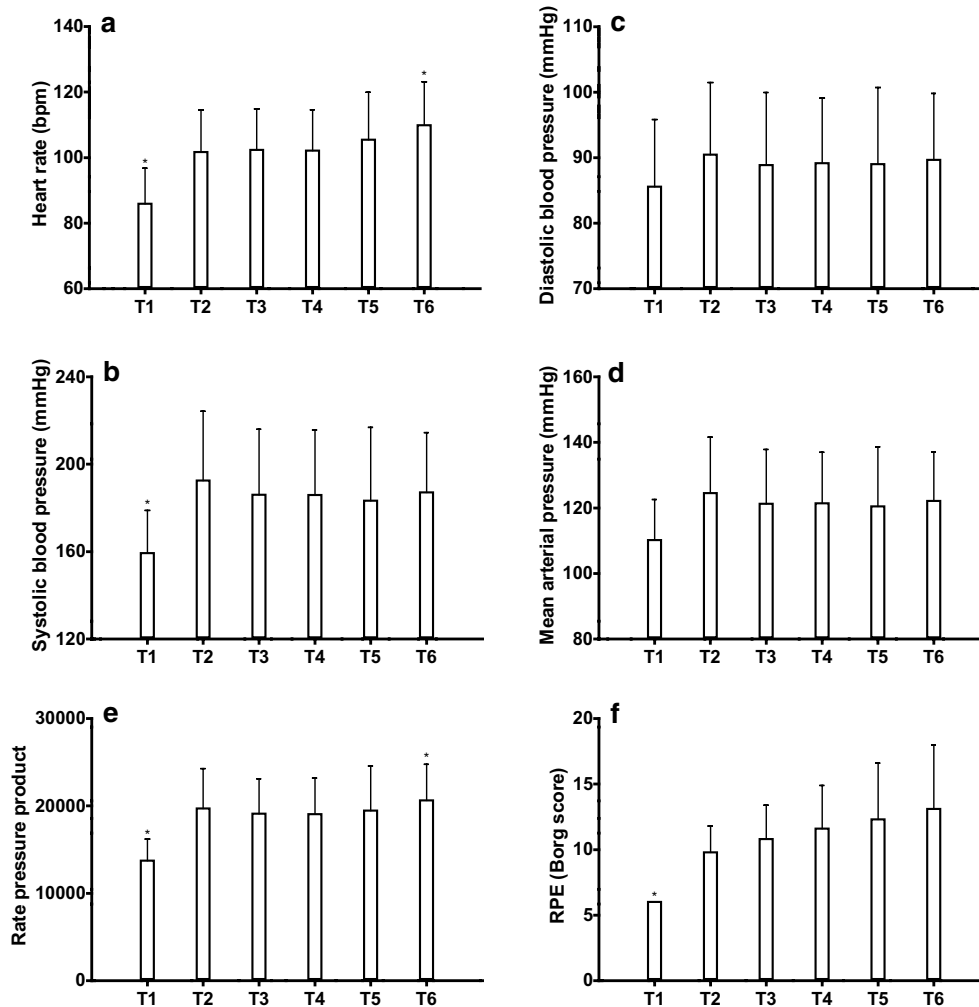 a
Heart rate (bpm)
140
120
100
80
60
*
*
T1 T2 T3 T4 T5 T6
c
Diastolic blood pressure (mmHg)
110
100
90
80
70
T1 T2 T3 T4 T5 T6
b
Systolic blood pressure (mmHg)
240
200
160
120
*
T1 T2 T3 T4 T5 T6
d
Mean arterial pressure (mmHg)
160
140
120
100
80
T1 T2 T3 T4 T5 T6
e
Rate pressure product
30000
20000
10000
0
*
*
T1 T2 T3 T4 T5 T6
f
RPE (Borg score)
20
15
10
5
0
*
T1 T2 T3 T4 T5 T6